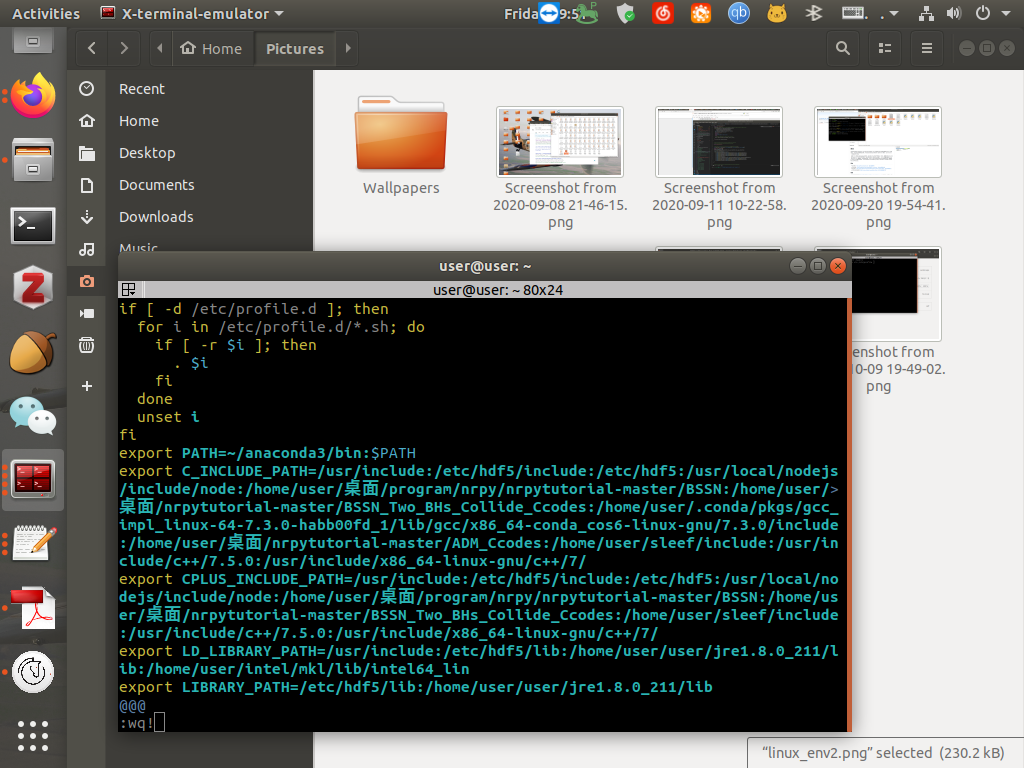 Activities
X-terminal-emulator
Home
Pictures
Recent
Home
Desktop
Documents
Downloads
Music
Wallpapers
Screenshot from
2020-09-08 21-46-15.
png
Screenshot from
2020-09-11 10-22-58.
png
Screenshot from
2020-09-20 19-54-41.
png
user@user: ~
user@user: ~ 80x24
if [ -d /etc/profile.d ]; then
for i in /etc/profile.d/*.sh; do
if [ -r $i ]; then
. $i
fi
done
unset i
fi
export PATH=~/anaconda3/bin:$PATH
export C_INCLUDE_PATH=/usr/include:/etc/hdf5/include:/etc/hdf5:/usr/local/nodejs
/include/node:/home/user/桌面/program/nrpy/nrpytutorial-master/BSSN:/home/user/>
桌面/nrpytutorial-master/BSSN_Two_BHs_Collide_Ccodes:/home/user/.conda/pkgs/gcc_
impl_linux-64-7.3.0-habb00fd_1/lib/gcc/x86_64-conda_cos6-linux-gnu/7.3.0/include
:/home/user/桌面/nrpytutorial-master/ADM_Ccodes:/home/user/sleef/include:/usr/in
clude/c++/7.5.0:/usr/include/x86_64-linux-gnu/c++/7/
export CPLUS_INCLUDE_PATH=/usr/include:/etc/hdf5/include:/etc/hdf5:/usr/local/no
dejs/include/node:/home/user/桌面/program/nrpy/nrpytutorial-master/BSSN:/home/us
er/桌面/nrpytutorial-master/BSSN_Two_BHs_Collide_Ccodes:/home/user/sleef/include
:/usr/include/c++/7.5.0:/usr/include/x86_64-linux-gnu/c++/7/
export LD_LIBRARY_PATH=/usr/include:/etc/hdf5/lib:/home/user/user/jre1.8.0_211/l
ib:/home/user/intel/mkl/lib/intel64_lin
export LIBRARY_PATH=/etc/hdf5/lib:/home/user/user/jre1.8.0_211/lib
@@@
:wq!
enshot from
0-09 19-49-02.
png
“linux_env2.png” selected (230.2 kB)